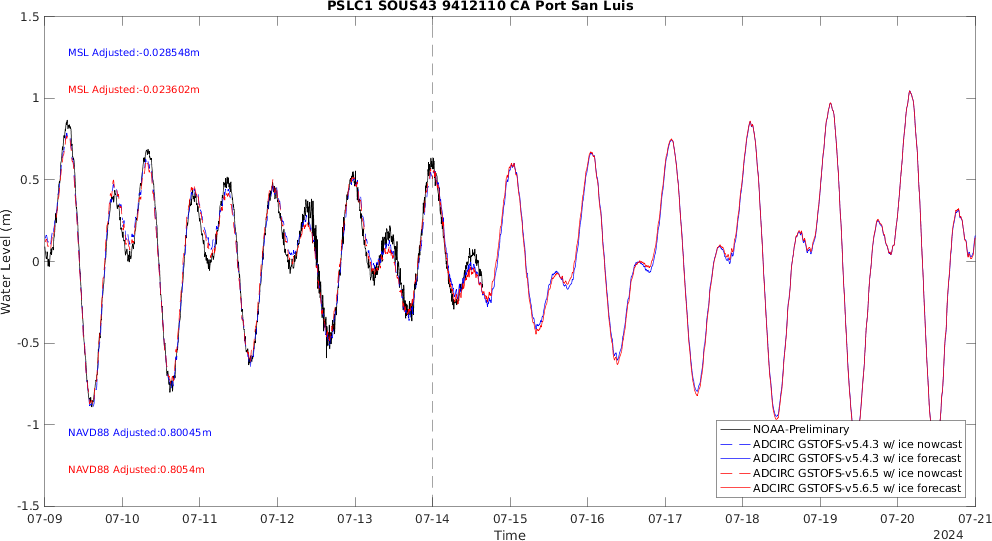 PSLC1 SOUS43 9412110 CA Port San Luis
1.5
1
0.5
0
-0.5
-1
-1.5
Water Level (m)
MSL Adjusted:-0.028548m
MSL Adjusted:-0.023602m
NAVD88 Adjusted:0.80045m
NAVD88 Adjusted:0.8054m
NOAA-Preliminary
ADCIRC GSTOFS-v5.4.3 w/ ice nowcast
ADCIRC GSTOFS-v5.4.3 w/ ice forecast
ADCIRC GSTOFS-v5.6.5 w/ ice nowcast
ADCIRC GSTOFS-v5.6.5 w/ ice forecast
07-09 07-10 07-11 07-12 07-13 07-14 07-15 07-16 07-17 07-18 07-19 07-20 07-21
Time
2024